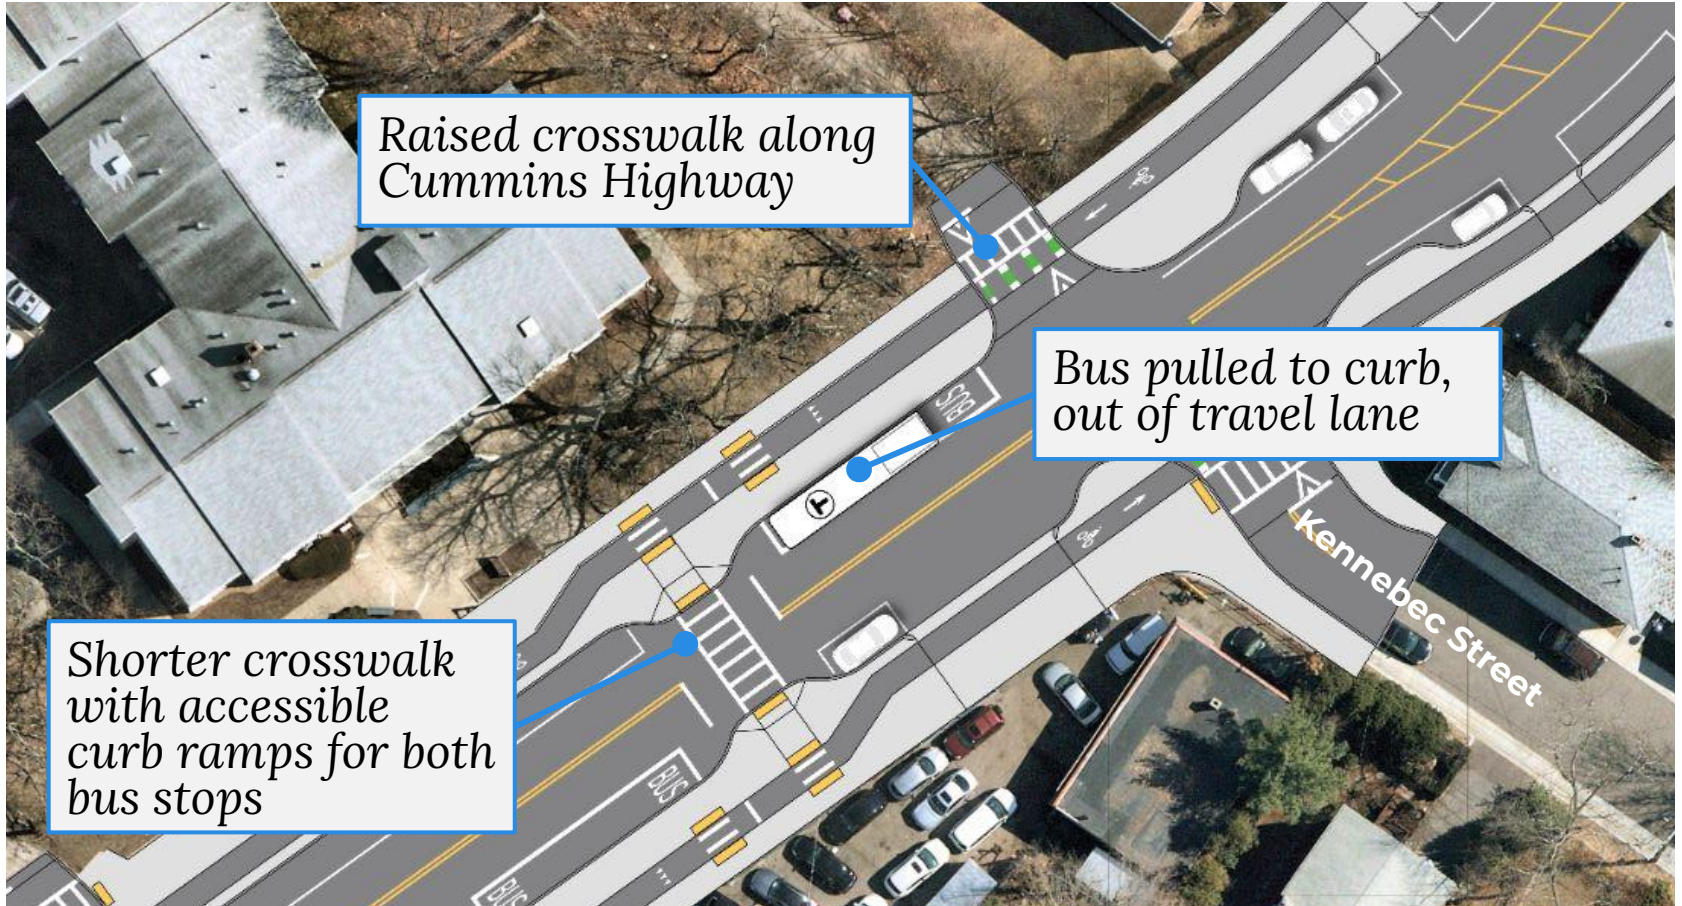 Raised crosswalk along
Cummins Highway
Bus pulled to curb,
out of travel lane
BUS
T
Kennebec Street
Shorter crosswalk
with accessible
curb ramps for both
bus stops
BUS
BUS